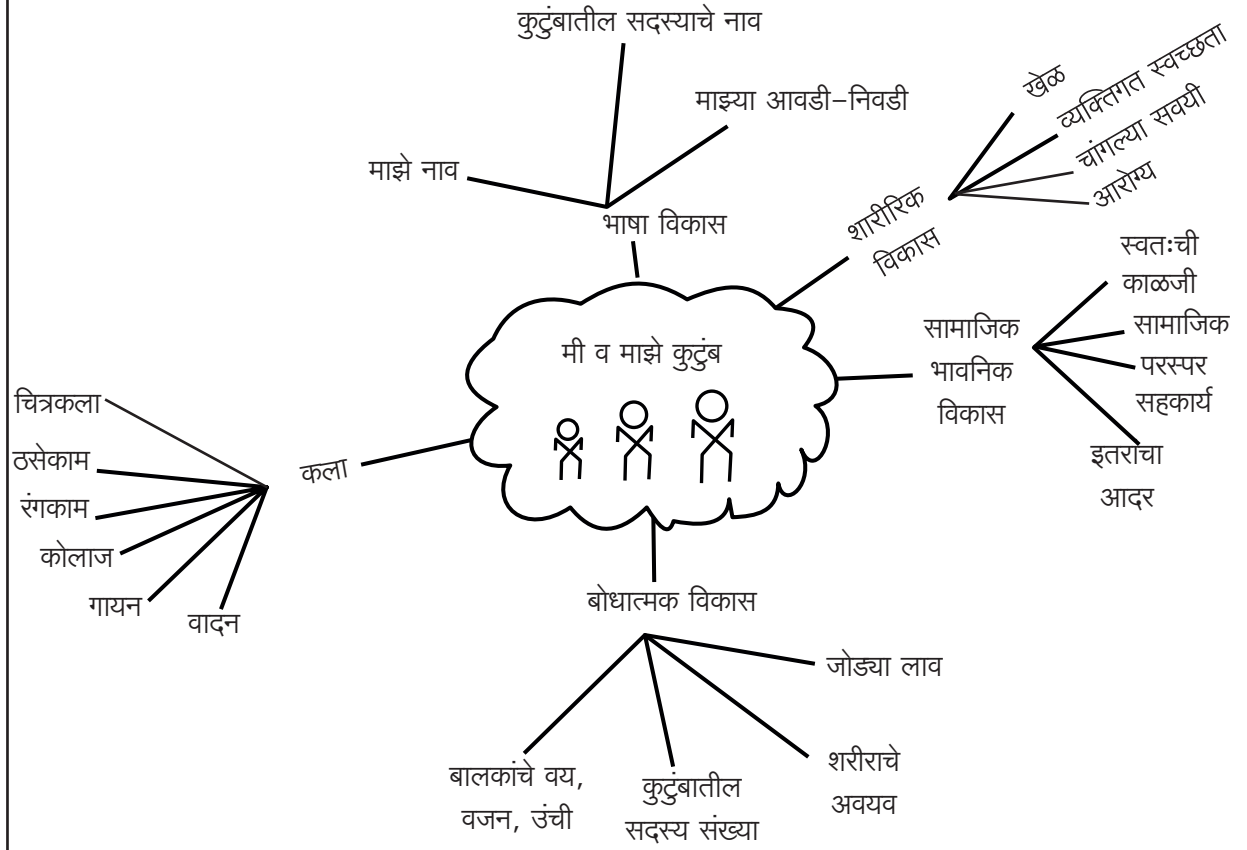 कुटुंबातील सदस्याचे नाव
माझ्या आवडी–निवडी
माझे नाव
भाषा विकास
खेळ
व्यक्तिगत स्वच्छता
चांगल्या सवयी
आरोग्य
शारीरिक
विकास
स्वतःची
काळजी
सामाजिक
परस्पर
सहकार्य
इतरांचा
आदर
सामाजिक
भावनिक
विकास
मी व माझे कुटुंब
चित्रकला
ठसेकाम
रंगकाम
कोलाज
गायन
वादन
कला
बोधात्मक विकास
जोड्या लाव
शरीराचे
अवयव
कुटुंबातील
सदस्य संख्या
बालकांचे वय,
वजन, उंची